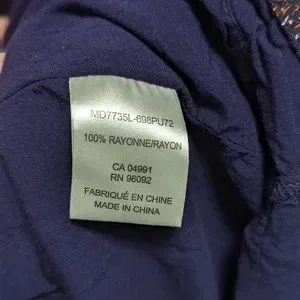 MD7735L-698PU72
100% RAYONNE/RAYON
CA 04991
RN 96092
FABRIQUÉ EN CHINE
MADE IN CHINA